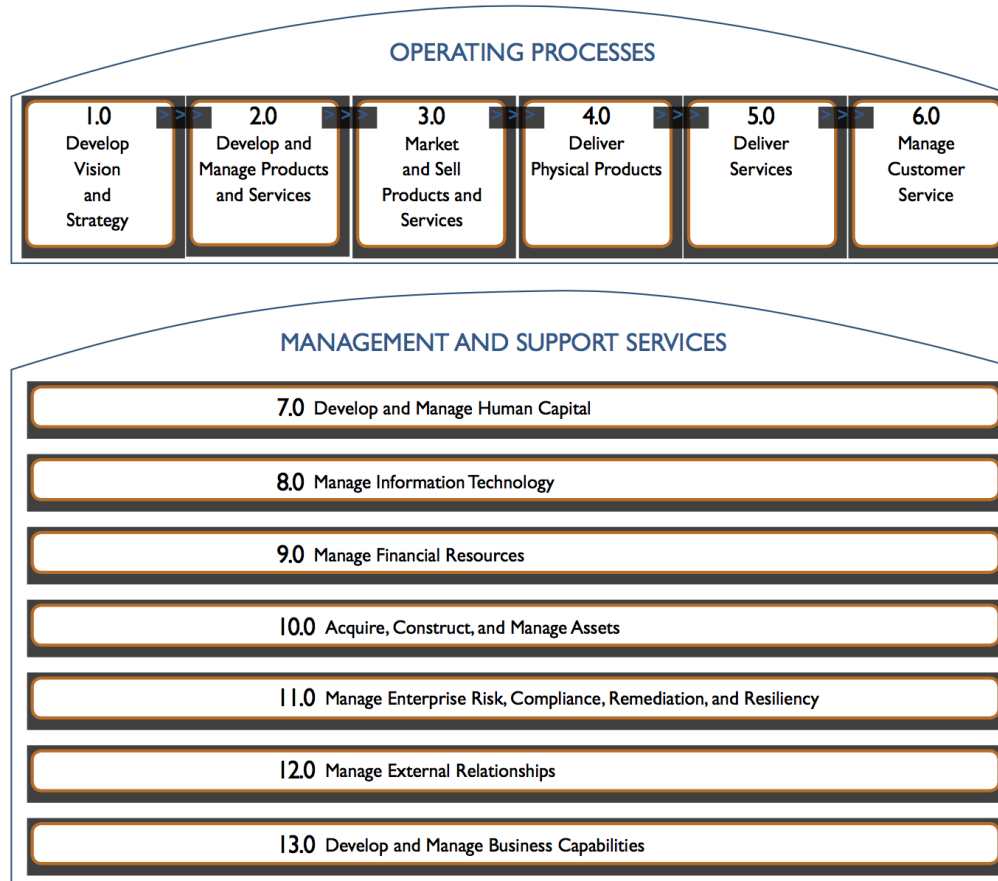 OPERATING PROCESSES
1.0
Develop
Vision
and
Strategy
> >
2.0
Develop and
Manage Products
and Services
> > >
3.0
Market
and Sell
Products and
Services
> > >
4.0
Deliver
Physical Products
> > >
5.0
Deliver
Services
> > >
6.0
Manage
Customer
Service
MANAGEMENT AND SUPPORT SERVICES
7.0 Develop and Manage Human Capital
8.0 Manage Information Technology
9.0 Manage Financial Resources
10.0 Acquire, Construct, and Manage Assets
11.0 Manage Enterprise Risk, Compliance, Remediation, and Resiliency
12.0 Manage External Relationships
13.0 Develop and Manage Business Capabilities